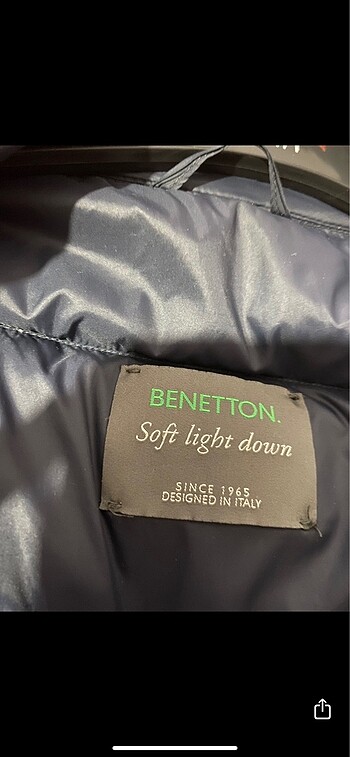 BENETTON.
Soft light down
SINCE 1965
DESIGNED IN ITALY